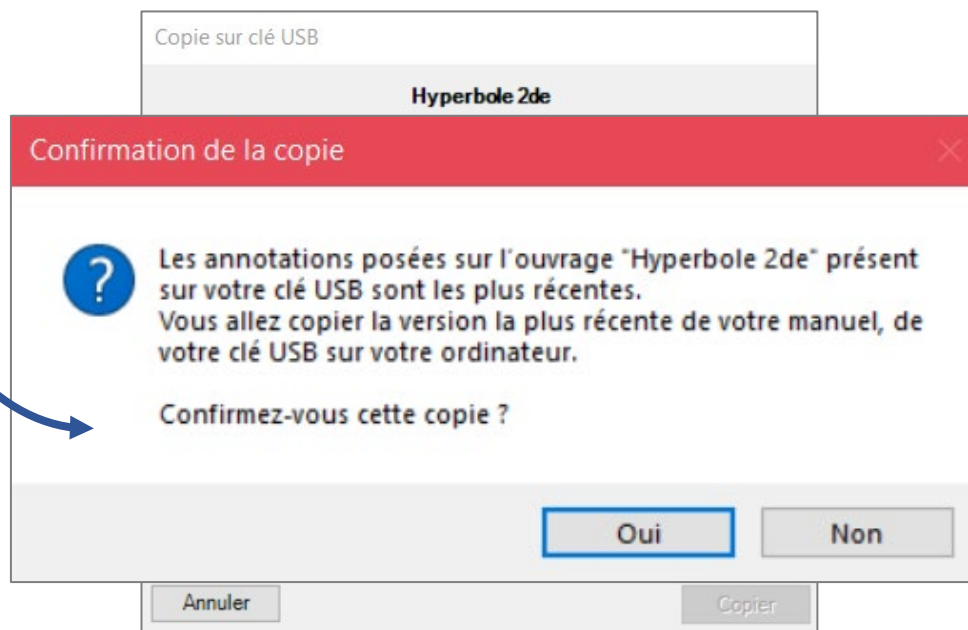 Copie sur clé USB
Hyperbole 2de
Confirmation de la copie
?
Les annotations posées sur l'ouvrage "Hyperbole 2de" présent
sur votre clé USB sont les plus récentes.
Vous allez copier la version la plus récente de votre manuel, de
votre clé USB sur votre ordinateur.
Confirmez-vous cette copie ?
Oui Non
Annuler Copier